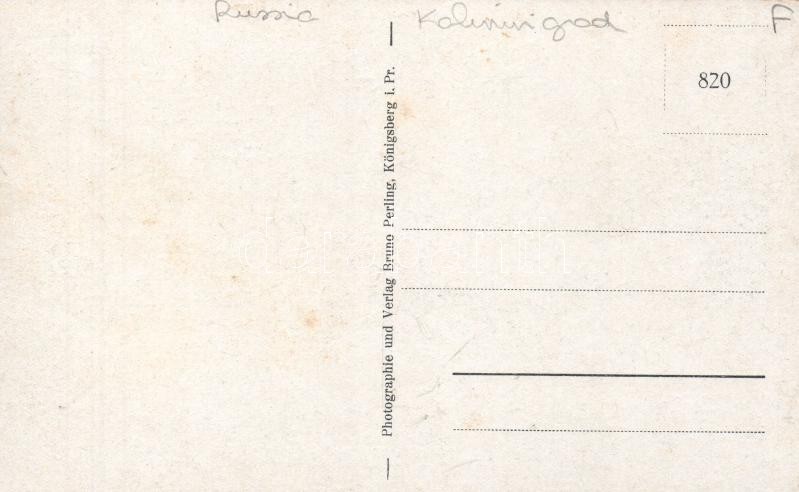 Russia
Kaliningrad
F
820
Photographie und Verlag Bruno Perling, Königsberg i. Pr.